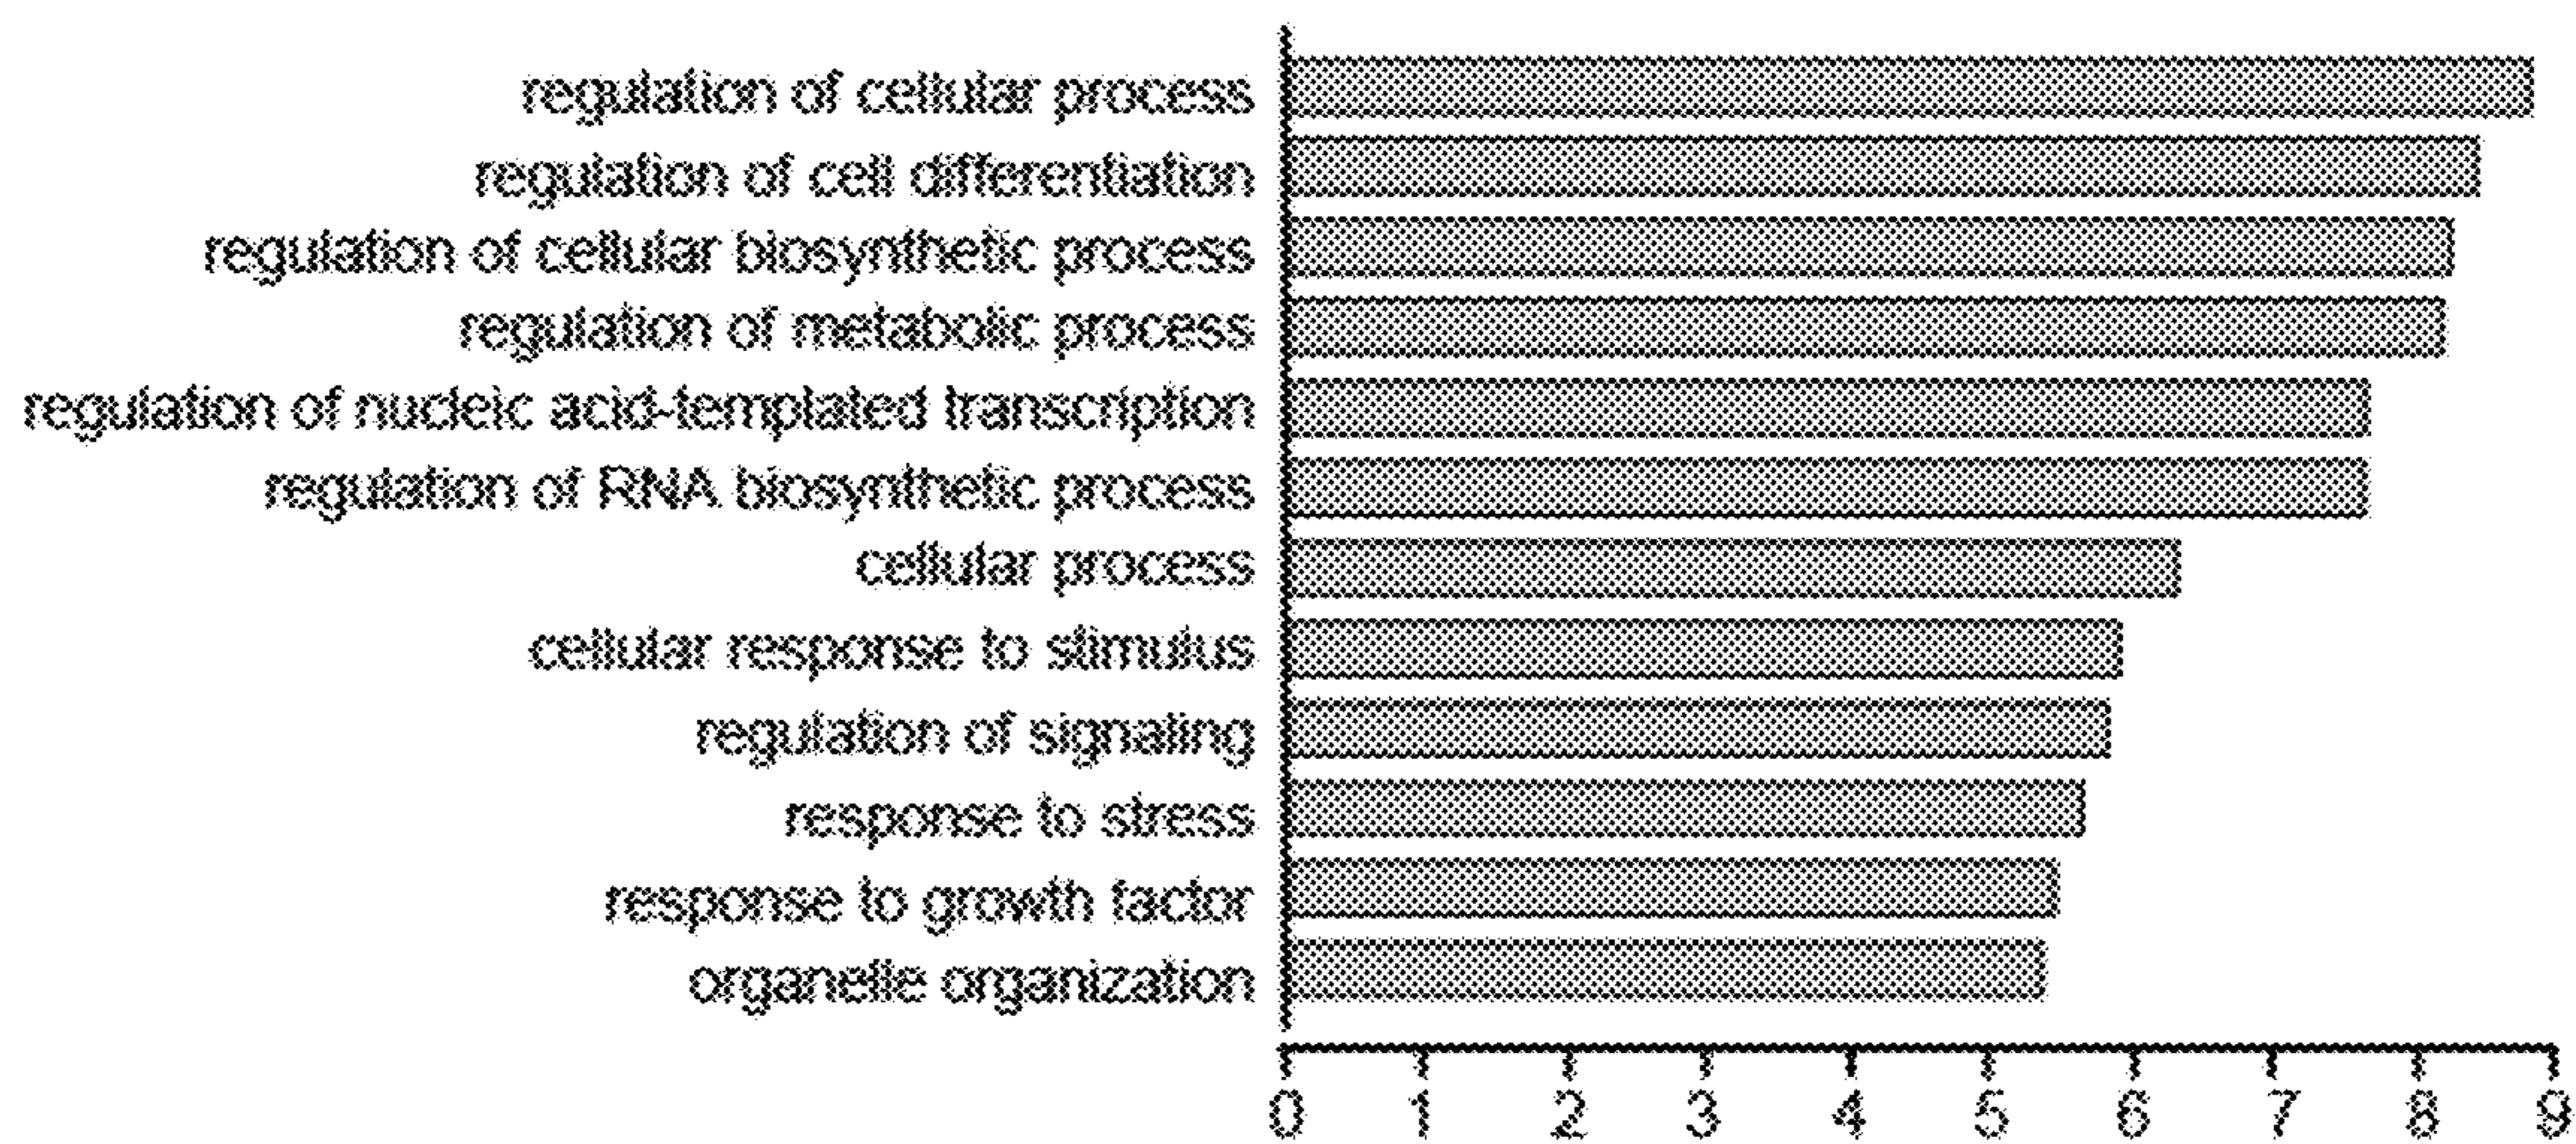 regulation of cellular process
regulation of cell differentiation
regulation of cellular biosynthetic process
regulation of metabolic process
regulation of nucleic acid-templated transcription
regulation of RNA biosynthetic process
cellular process
cellular response to stimulus
regulation of signaling
response to stress
response to growth factor
organelle organization
0 1 2 3 4 5 6 7 8 9